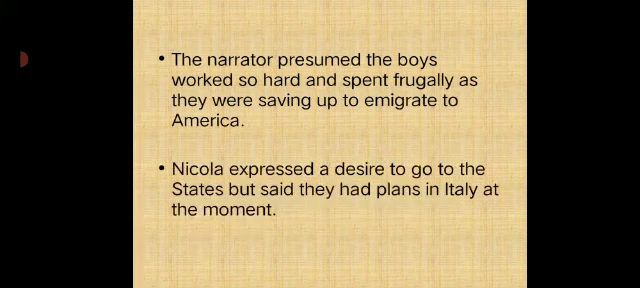 • The narrator presumed the boys
worked so hard and spent frugally as
they were saving up to emigrate to
America.
• Nicola expressed a desire to go to the
States but said they had plans in Italy at
the moment.